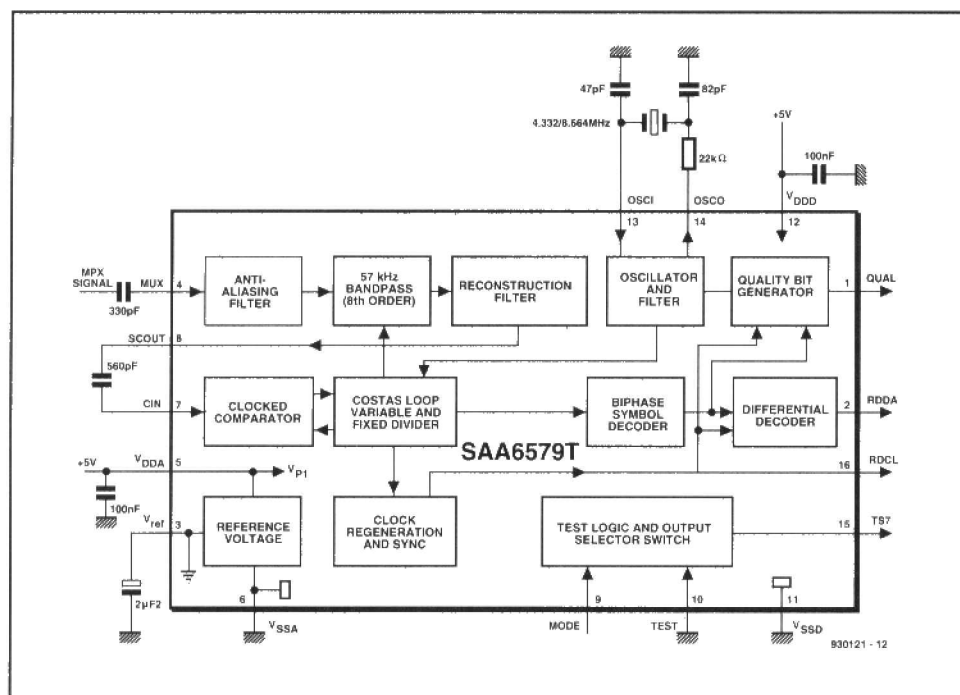 47pF
82pF
4.332/8.664MHz
+5V
22kΩ
100nF
OSCI
OSCO
VDDD
13
14
12
MPX
SIGNAL
MUX
4
330pF
ANTI-
ALIASING
FILTER
57 kHz
BANDPASS
(8th ORDER)
RECONSTRUCTION
FILTER
OSCILLATOR
AND
FILTER
QUALITY BIT
GENERATOR
1
QUAL
SCOUT
8
560pF
CIN
7
CLOCKED
COMPARATOR
COSTAS LOOP
VARIABLE AND
FIXED DIVIDER
BIPHASE
SYMBOL
DECODER
DIFFERENTIAL
DECODER
2
RDDA
SAA6579T
+5V
VDDA
5
VP1
16
RDCL
100nF
Vref
3
REFERENCE
VOLTAGE
CLOCK
REGENERATION
AND SYNC
TEST LOGIC AND OUTPUT
SELECTOR SWITCH
15
TS7
2µF2
6
VSSA
9
MODE
10
TEST
11
VSSD
930121 - 12